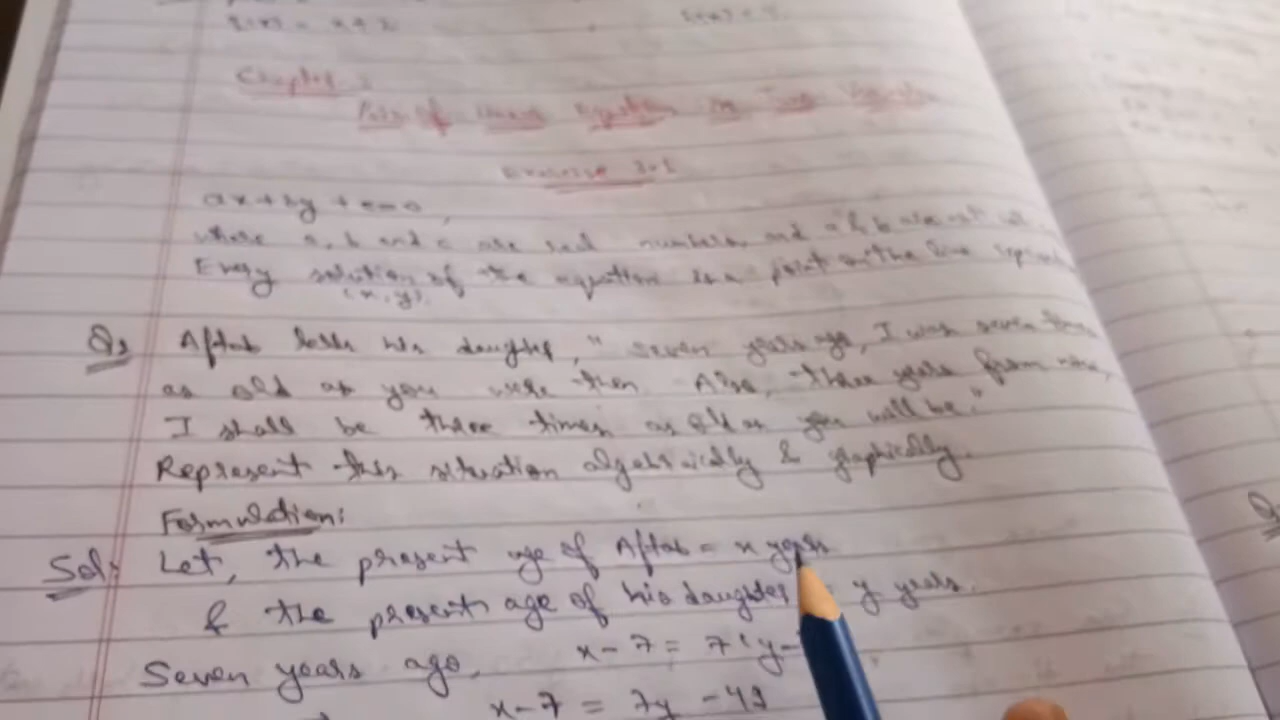 Chapter 3
Pair of Linear Equation in Two Variable
Exercise 3.1
ax + by + c = 0,
where a, b and c are real numbers, and a & b are not
Every solution of the equation is a point on the line
(x, y)
Q1 Aftab tells his daughter, "Seven years ago, I was seven times
as old as you were then. Also, three years from now,
I shall be three times as old as you will be."
Represent this situation algebraically & graphically.
Formulation:
Sol: Let, the present age of Aftab = x years
& the present age of his daughter = y years.
Seven years ago, x - 7 = 7(y-
x - 7 = 7y - 49